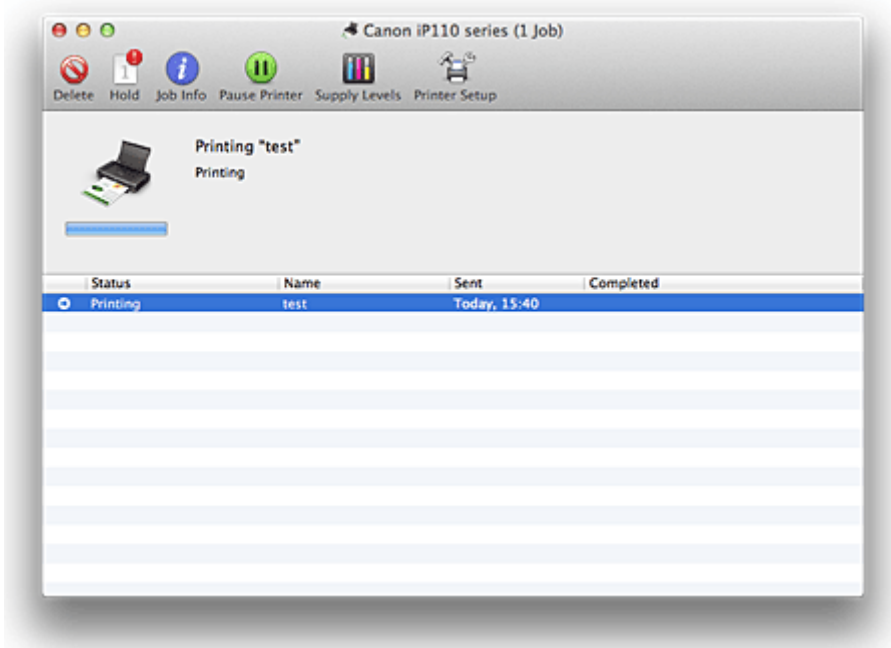 Canon iP110 series (1 Job)
1
i
Delete Hold Job Info Pause Printer Supply Levels Printer Setup
Printing "test"
Printing
Status Name Sent Completed
Printing test Today, 15:40